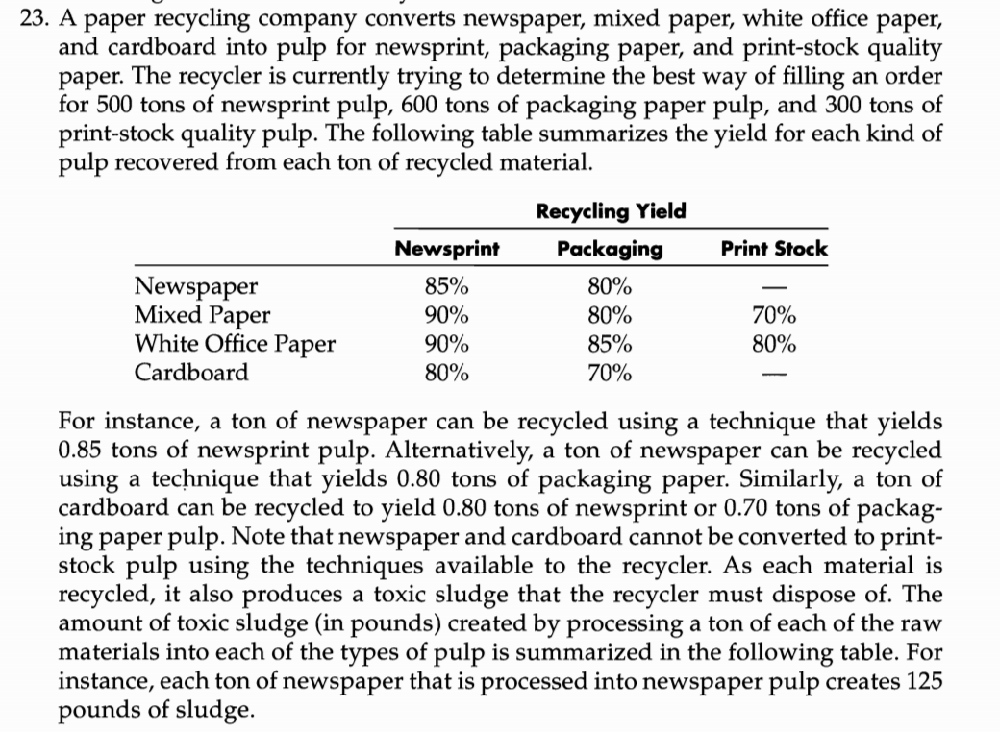 23. A paper recycling company converts newspaper, mixed paper, white office paper,
and cardboard into pulp for newsprint, packaging paper, and print-stock quality
paper. The recycler is currently trying to determine the best way of filling an order
for 500 tons of newsprint pulp, 600 tons of packaging paper pulp, and 300 tons of
print-stock quality pulp. The following table summarizes the yield for each kind of
pulp recovered from each ton of recycled material.
Recycling Yield
Newsprint Packaging Print Stock
Newspaper 85% 80% —
Mixed Paper 90% 80% 70%
White Office Paper 90% 85% 80%
Cardboard 80% 70% —
For instance, a ton of newspaper can be recycled using a technique that yields
0.85 tons of newsprint pulp. Alternatively, a ton of newspaper can be recycled
using a technique that yields 0.80 tons of packaging paper. Similarly, a ton of
cardboard can be recycled to yield 0.80 tons of newsprint or 0.70 tons of packag-
ing paper pulp. Note that newspaper and cardboard cannot be converted to print-
stock pulp using the techniques available to the recycler. As each material is
recycled, it also produces a toxic sludge that the recycler must dispose of. The
amount of toxic sludge (in pounds) created by processing a ton of each of the raw
materials into each of the types of pulp is summarized in the following table. For
instance, each ton of newspaper that is processed into newspaper pulp creates 125
pounds of sludge.